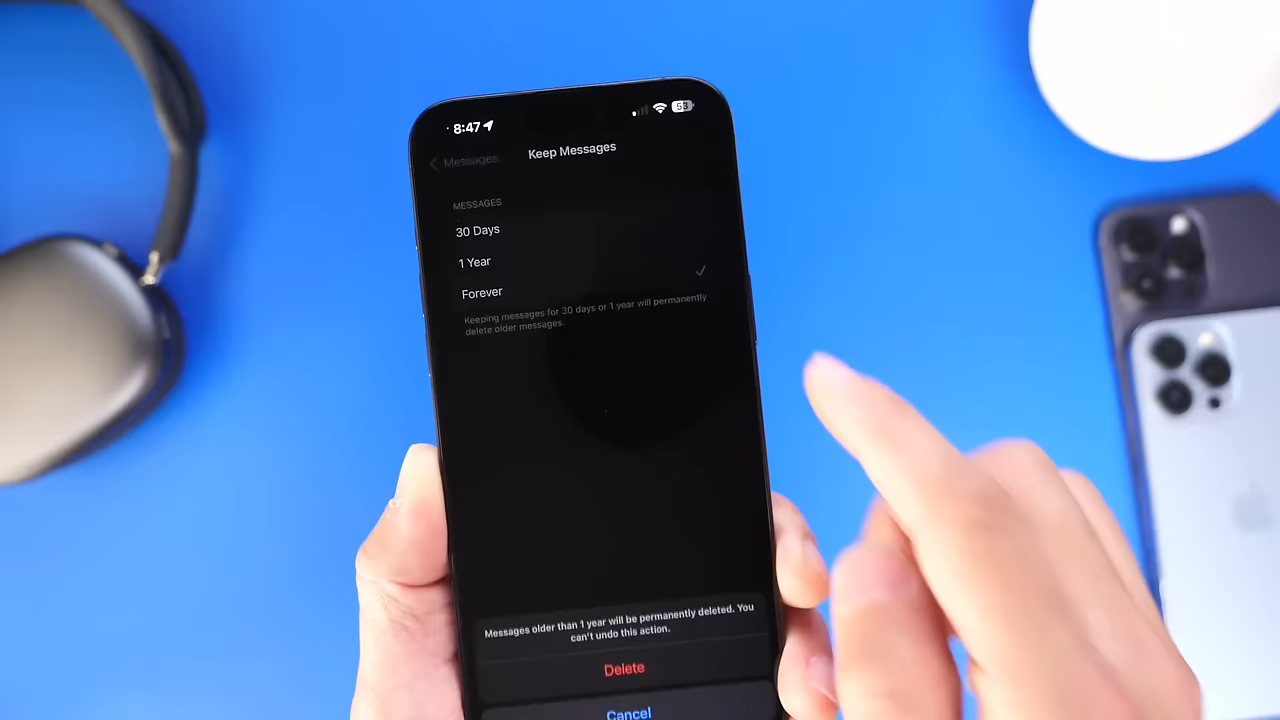 8:47
53
Messages
Keep Messages
MESSAGES
30 Days
1 Year
Forever
Keeping messages for 30 days or 1 year will permanently
delete older messages.
Messages older than 1 year will be permanently deleted. You
can't undo this action.
Delete
Cancel